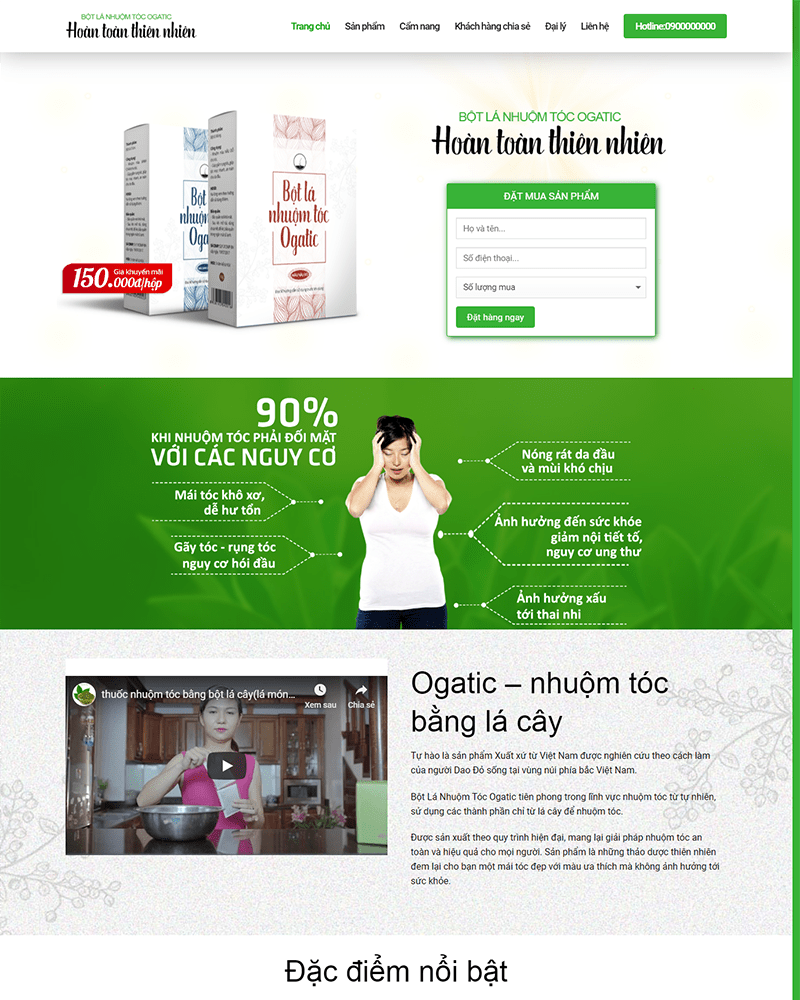 BỘT LÁ NHUỘM TÓC OGATIC
Hoàn toàn thiên nhiên
Trang chủ Sản phẩm Cẩm nang Khách hàng chia sẻ Đại lý Liên hệ Hotline:0900000000
Bột lá
nhuộm tóc
Ogatic
Bột lá
nhuộm tóc
Ogatic
Giá khuyến mãi
150.000đ/hộp
BỘT LÁ NHUỘM TÓC OGATIC
Hoàn toàn thiên nhiên
ĐẶT MUA SẢN PHẨM
Họ và tên...
Số điện thoại...
Số lượng mua
Đặt hàng ngay
90%
KHI NHUỘM TÓC PHẢI ĐỐI MẶT
VỚI CÁC NGUY CƠ
Mái tóc khô xơ,
dễ hư tổn
Gãy tóc - rụng tóc
nguy cơ hói đầu
Nóng rát da đầu
và mùi khó chịu
Ảnh hưởng đến sức khỏe
giảm nội tiết tố,
nguy cơ ung thư
Ảnh hưởng xấu
tới thai nhi
thuốc nhuộm tóc bằng bột lá cây(lá món...
Xem sau Chia sẻ
Ogatic – nhuộm tóc
bằng lá cây
Tự hào là sản phẩm Xuất xứ từ Việt Nam được nghiên cứu theo cách làm
của người Dao Đỏ sống tại vùng núi phía bắc Việt Nam.
Bột Lá Nhuộm Tóc Ogatic tiên phong trong lĩnh vực nhuộm tóc từ tự nhiên,
sử dụng các thành phần chỉ từ lá cây để nhuộm tóc.
Được sản xuất theo quy trình hiện đại, mang lại giải pháp nhuộm tóc an
toàn và hiệu quả cho mọi người. Sản phẩm là những thảo dược thiên nhiên
đem lại cho bạn một mái tóc đẹp với màu ưa thích mà không ảnh hưởng tới
sức khỏe.
Đặc điểm nổi bật